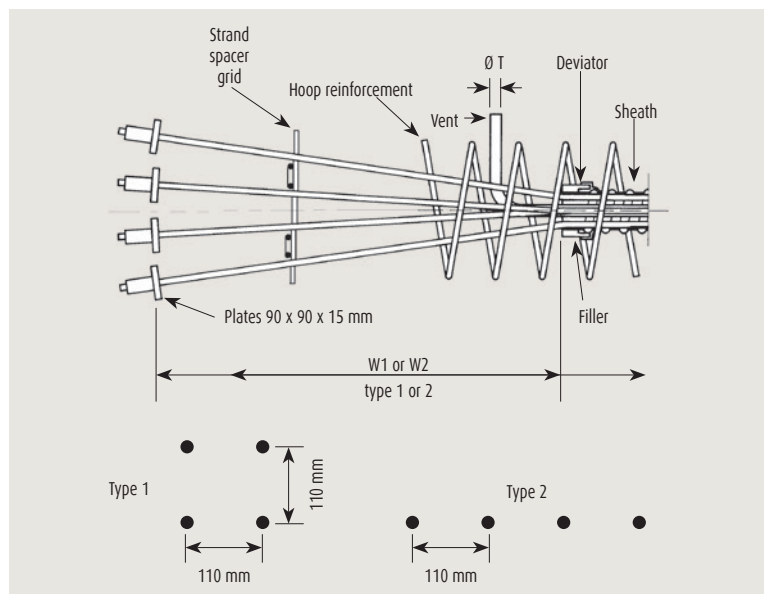 Strand
spacer
grid
Hoop reinforcement
Ø T
Vent
Deviator
Sheath
Plates 90 x 90 x 15 mm
Filler
W1 or W2
type 1 or 2
Type 1
110 mm
110 mm
Type 2
110 mm